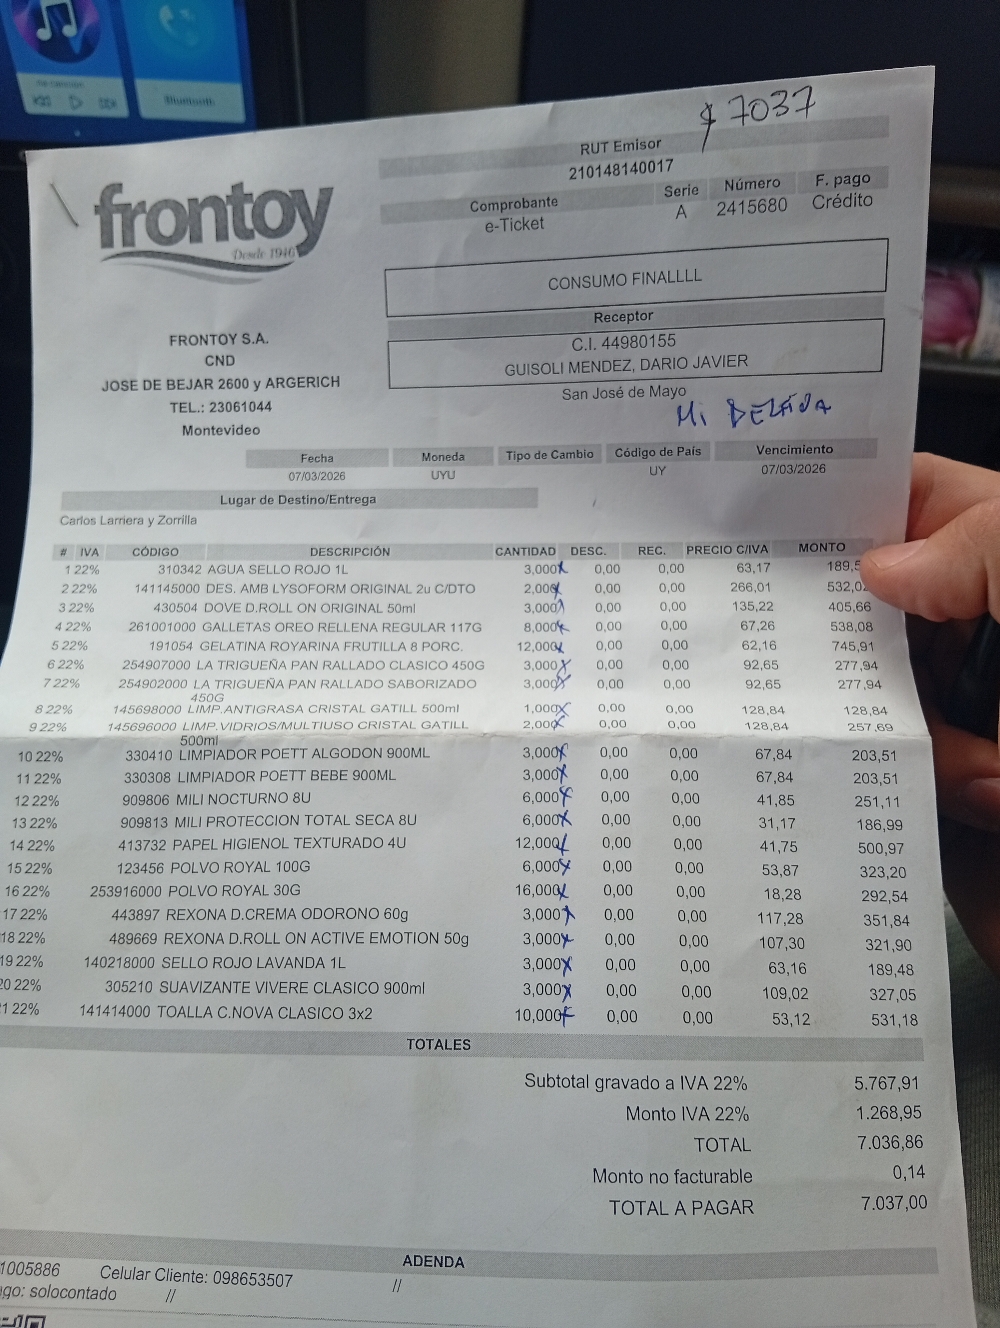 Bluetooth
$ 7037
frontoy
Desde 1946
RUT Emisor
210148140017
Comprobante Serie Número F. pago
e-Ticket A 2415680 Crédito
CONSUMO FINALLLL
Receptor
C.I. 44980155
GUISOLI MENDEZ, DARIO JAVIER
San José de Mayo
FRONTOY S.A.
CND
JOSE DE BEJAR 2600 y ARGERICH
TEL.: 23061044
Montevideo
Mi
Fecha Moneda Tipo de Cambio Código de País Vencimiento
07/03/2026 UYU UY 07/03/2026
Lugar de Destino/Entrega
Carlos Larriera y Zorrilla
# IVA CÓDIGO DESCRIPCIÓN CANTIDAD DESC. REC. PRECIO C/IVA MONTO
1 22% 310342 AGUA SELLO ROJO 1L 3,000 0,00 0,00 63,17 189,5
2 22% 141145000 DES. AMB LYSOFORM ORIGINAL 2u C/DTO 2,000 0,00 0,00 266,01 532,0
3 22% 430504 DOVE D.ROLL ON ORIGINAL 50ml 3,000 0,00 0,00 135,22 405,66
4 22% 261001000 GALLETAS OREO RELLENA REGULAR 117G 8,000 0,00 0,00 67,26 538,08
5 22% 191054 GELATINA ROYARINA FRUTILLA 8 PORC. 12,000 0,00 0,00 62,16 745,91
6 22% 254907000 LA TRIGUEÑA PAN RALLADO CLASICO 450G 3,000 0,00 0,00 92,65 277,94
7 22% 254902000 LA TRIGUEÑA PAN RALLADO SABORIZADO 3,000 0,00 0,00 92,65 277,94
450G
8 22% 145698000 LIMP.ANTIGRASA CRISTAL GATILL 500ml 1,000 0,00 0,00 128,84 128,84
9 22% 145696000 LIMP.VIDRIOS/MULTIUSO CRISTAL GATILL 2,000 0,00 0,00 128,84 257,69
500ml
10 22% 330410 LIMPIADOR POETT ALGODON 900ML 3,000 0,00 0,00 67,84 203,51
11 22% 330308 LIMPIADOR POETT BEBE 900ML 3,000 0,00 0,00 67,84 203,51
12 22% 909806 MILI NOCTURNO 8U 6,000 0,00 0,00 41,85 251,11
13 22% 909813 MILI PROTECCION TOTAL SECA 8U 6,000 0,00 0,00 31,17 186,99
14 22% 413732 PAPEL HIGIENOL TEXTURADO 4U 12,000 0,00 0,00 41,75 500,97
15 22% 123456 POLVO ROYAL 100G 6,000 0,00 0,00 53,87 323,20
16 22% 253916000 POLVO ROYAL 30G 16,000 0,00 0,00 18,28 292,54
17 22% 443897 REXONA D.CREMA ODORONO 60g 3,000 0,00 0,00 117,28 351,84
18 22% 489669 REXONA D.ROLL ON ACTIVE EMOTION 50g 3,000 0,00 0,00 107,30 321,90
19 22% 140218000 SELLO ROJO LAVANDA 1L 3,000 0,00 0,00 63,16 189,48
20 22% 305210 SUAVIZANTE VIVERE CLASICO 900ml 3,000 0,00 0,00 109,02 327,05
1 22% 141414000 TOALLA C.NOVA CLASICO 3x2 10,000 0,00 0,00 53,12 531,18
TOTALES
Subtotal gravado a IVA 22% 5.767,91
Monto IVA 22% 1.268,95
TOTAL 7.036,86
Monto no facturable 0,14
TOTAL A PAGAR 7.037,00
ADENDA
1005886 Celular Cliente: 098653507 //
go: solocontado //